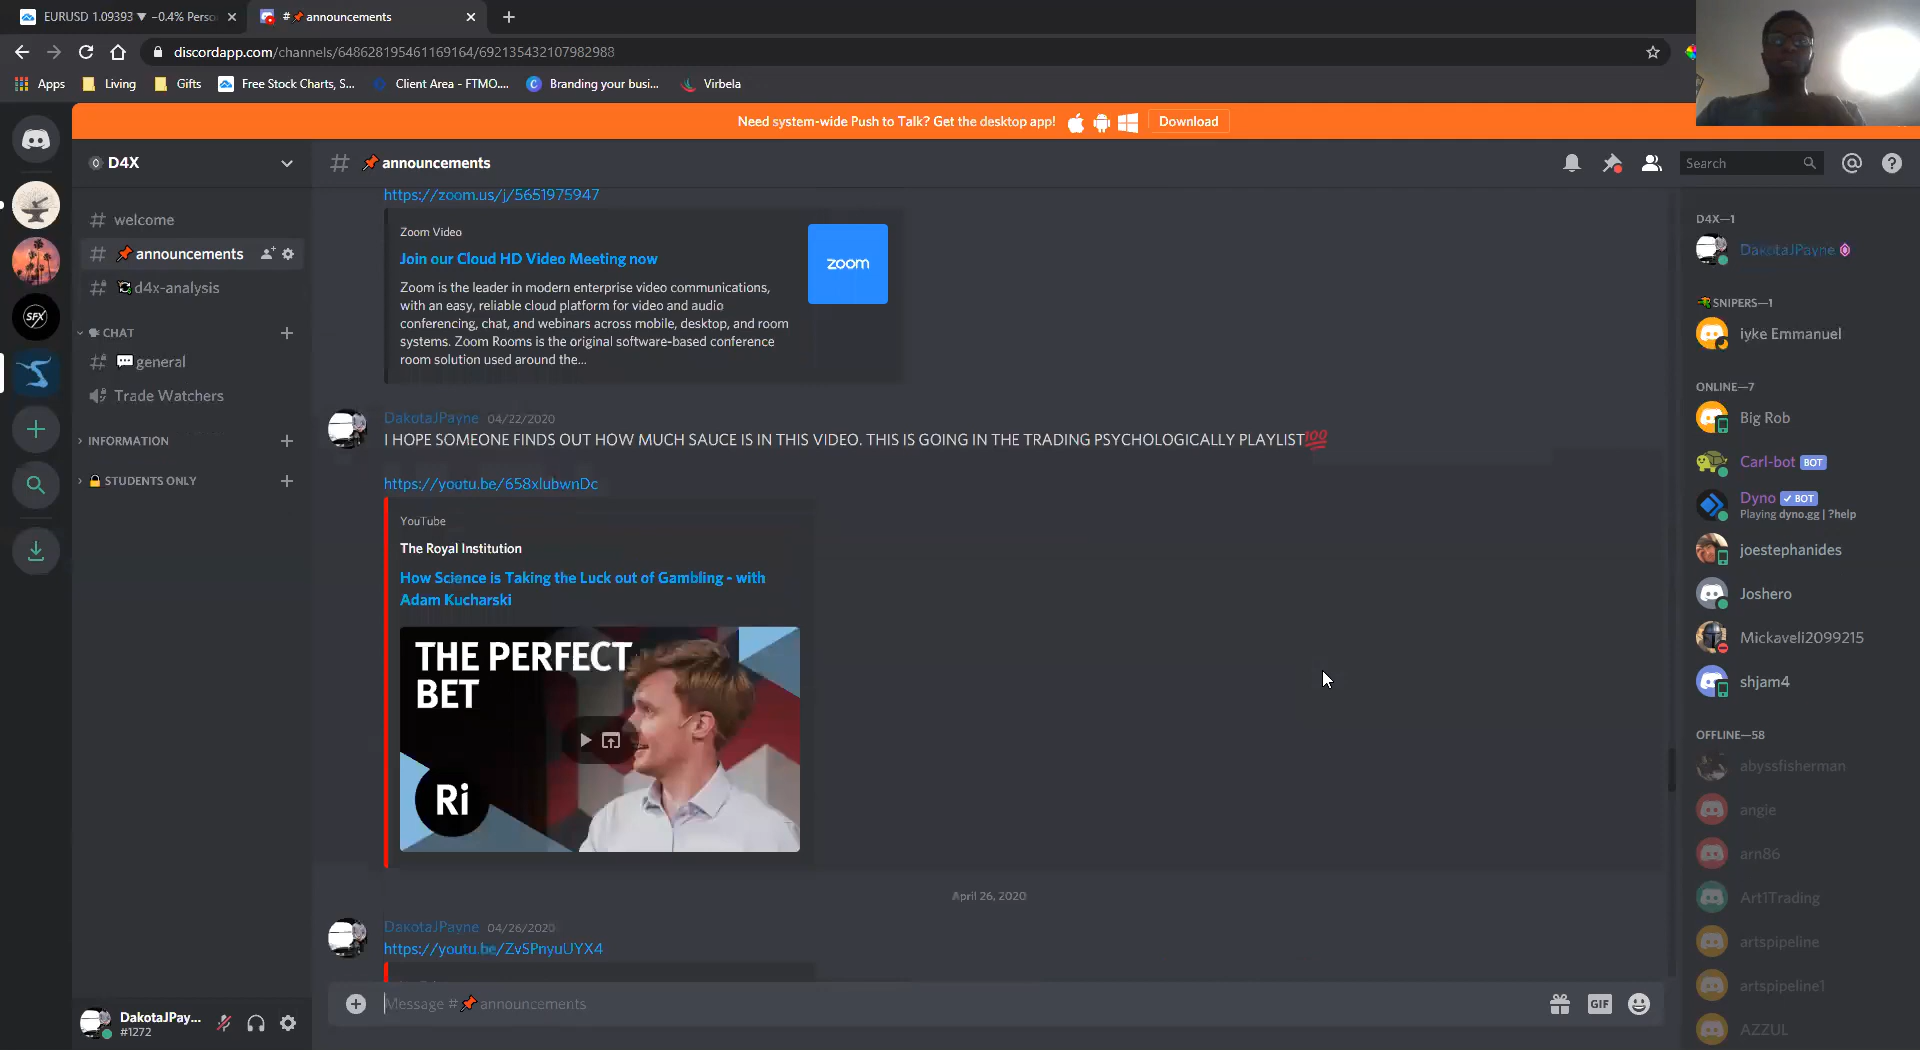 EURUSD 1.09393 ▼ −0.4% Perso
# 📌 announcements
discordapp.com/channels/648628195461169164/692135432107982988
Apps
Living
Gifts
Free Stock Charts, S...
Client Area - FTMO....
Branding your busi...
Virbela
Need system-wide Push to Talk? Get the desktop app!
Download
D4X
# 📌 announcements
Search
# welcome
# 📌 announcements
# d4x-analysis
CHAT
# 💬 general
Trade Watchers
INFORMATION
🔒 STUDENTS ONLY
DakotaJPay...
#1272
https://zoom.us/j/5651975947
Zoom Video
Join our Cloud HD Video Meeting now
Zoom is the leader in modern enterprise video communications,
with an easy, reliable cloud platform for video and audio
conferencing, chat, and webinars across mobile, desktop, and room
systems. Zoom Rooms is the original software-based conference
room solution used around the...
zoom
DakotaJPayne 04/22/2020
I HOPE SOMEONE FINDS OUT HOW MUCH SAUCE IS IN THIS VIDEO. THIS IS GOING IN THE TRADING PSYCHOLOGICALLY PLAYLIST💯
https://youtu.be/658xlubwnDc
YouTube
The Royal Institution
How Science is Taking the Luck out of Gambling - with
Adam Kucharski
THE PERFECT
BET
Ri
April 26, 2020
DakotaJPayne 04/26/2020
https://youtu.be/ZvSPnyuUYX4
Message # 📌 announcements
GIF
D4X—1
DakotaJPayne
SNIPERS—1
iyke Emmanuel
ONLINE—7
Big Rob
Carl-bot BOT
Dyno ✓ BOT
Playing dyno.gg | ?help
joestephanides
Joshero
Mickaveli2099215
shjam4
OFFLINE—58
abyssfisherman
angie
arn86
Art1Trading
artspipeline
artspipeline1
AZZUL
SFX